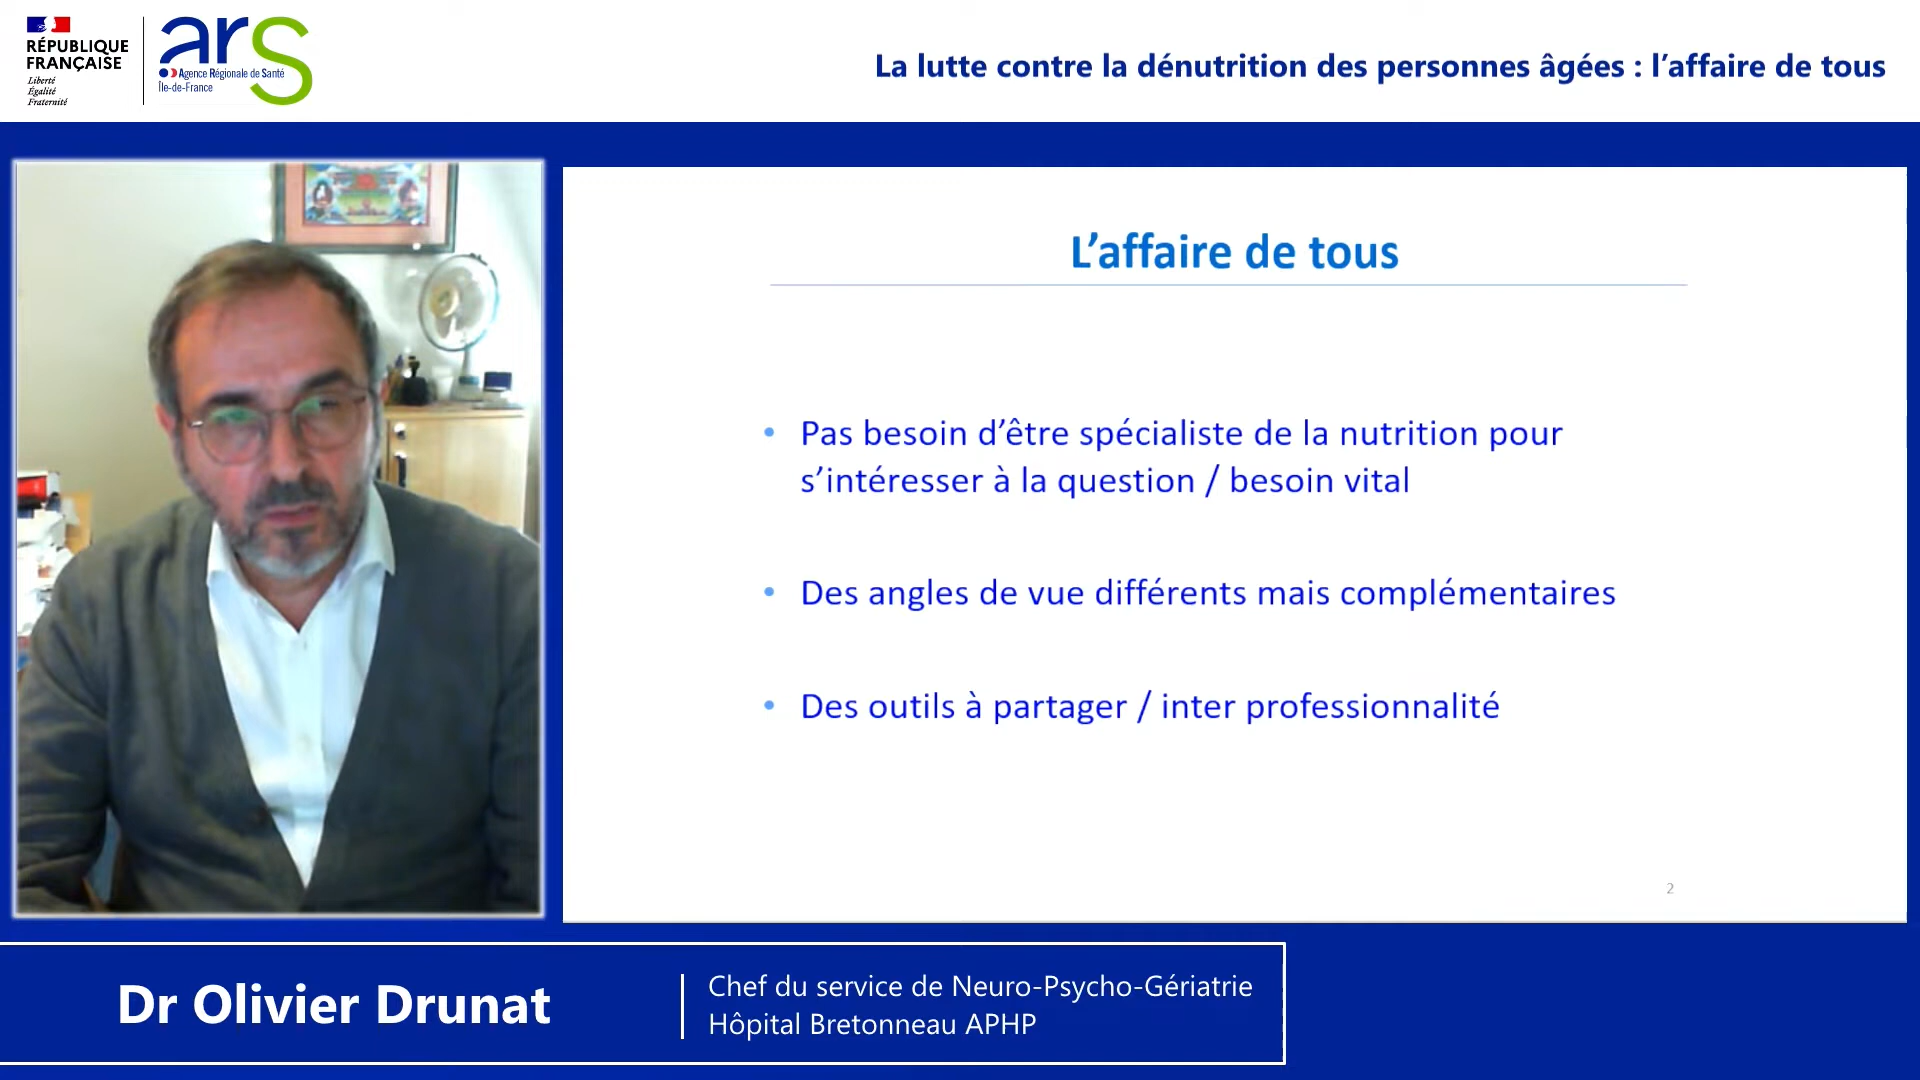 RÉPUBLIQUE
FRANÇAISE
Liberté
Égalité
Fraternité
ars
Agence Régionale de Santé
Île-de-France
La lutte contre la dénutrition des personnes âgées : l’affaire de tous
L’affaire de tous
• Pas besoin d’être spécialiste de la nutrition pour
s’intéresser à la question / besoin vital
• Des angles de vue différents mais complémentaires
• Des outils à partager / inter professionnalité
2
Dr Olivier Drunat
Chef du service de Neuro-Psycho-Gériatrie
Hôpital Bretonneau APHP